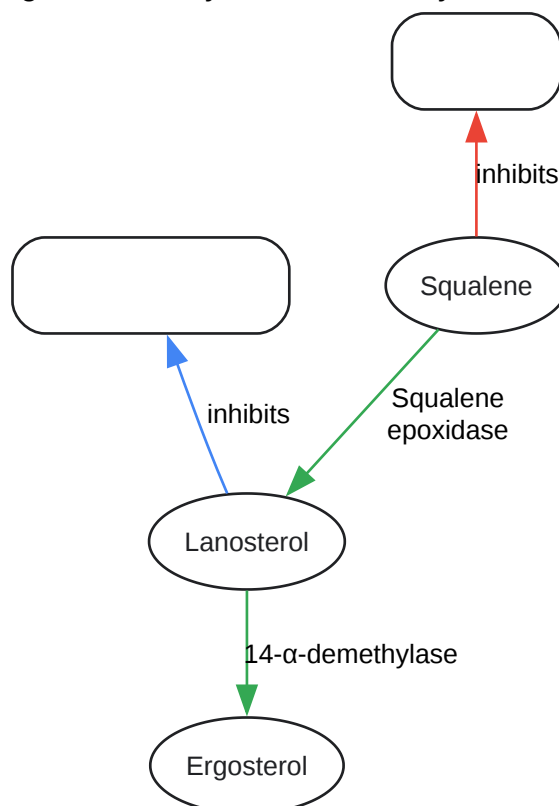 inhibits
Squalene
Squalene
epoxidase
inhibits
Lanosterol
14-α-demethylase
Ergosterol